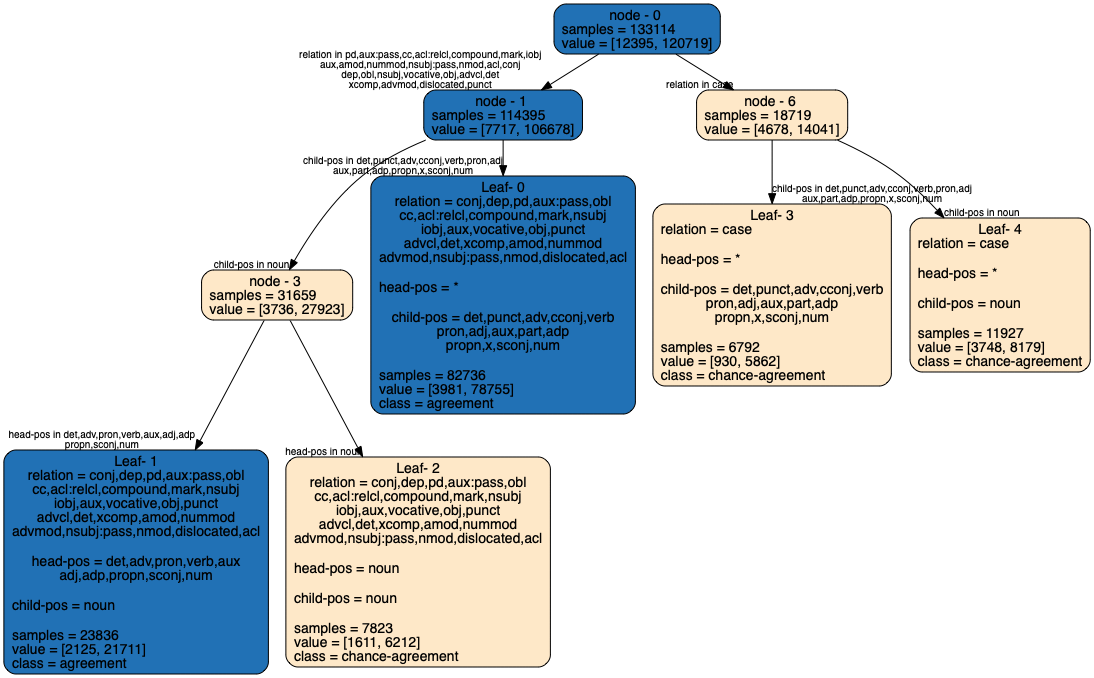 node - 0
samples = 133114
value = [12395, 120719]
relation in pd,aux:pass,cc,acl:relcl,compound,mark,iobj
aux,amod,nummod,nsubj:pass,nmod,acl,conj
dep,obl,nsubj,vocative,obj,advcl,det
xcomp,advmod,dislocated,punct
relation in case
node - 1
samples = 114395
value = [7717, 106678]
node - 6
samples = 18719
value = [4678, 14041]
child-pos in det,punct,adv,cconj,verb,pron,adj
aux,part,adp,propn,x,sconj,num
child-pos in noun
child-pos in det,punct,adv,cconj,verb,pron,adj
aux,part,adp,propn,x,sconj,num
child-pos in noun
node - 3
samples = 31659
value = [3736, 27923]
Leaf- 0
relation = conj,dep,pd,aux:pass,obl
cc,acl:relcl,compound,mark,nsubj
iobj,aux,vocative,obj,punct
advcl,det,xcomp,amod,nummod
advmod,nsubj:pass,nmod,dislocated,acl
head-pos = *
child-pos = det,punct,adv,cconj,verb
pron,adj,aux,part,adp
propn,x,sconj,num
samples = 82736
value = [3981, 78755]
class = agreement
Leaf- 3
relation = case
head-pos = *
child-pos = det,punct,adv,cconj,verb
pron,adj,aux,part,adp
propn,x,sconj,num
samples = 6792
value = [930, 5862]
class = chance-agreement
Leaf- 4
relation = case
head-pos = *
child-pos = noun
samples = 11927
value = [3748, 8179]
class = chance-agreement
head-pos in det,adv,pron,verb,aux,adj,adp
propn,sconj,num
head-pos in noun
Leaf- 1
relation = conj,dep,pd,aux:pass,obl
cc,acl:relcl,compound,mark,nsubj
iobj,aux,vocative,obj,punct
advcl,det,xcomp,amod,nummod
advmod,nsubj:pass,nmod,dislocated,acl
head-pos = det,adv,pron,verb,aux
adj,adp,propn,sconj,num
child-pos = noun
samples = 23836
value = [2125, 21711]
class = agreement
Leaf- 2
relation = conj,dep,pd,aux:pass,obl
cc,acl:relcl,compound,mark,nsubj
iobj,aux,vocative,obj,punct
advcl,det,xcomp,amod,nummod
advmod,nsubj:pass,nmod,dislocated,acl
head-pos = noun
child-pos = noun
samples = 7823
value = [1611, 6212]
class = chance-agreement